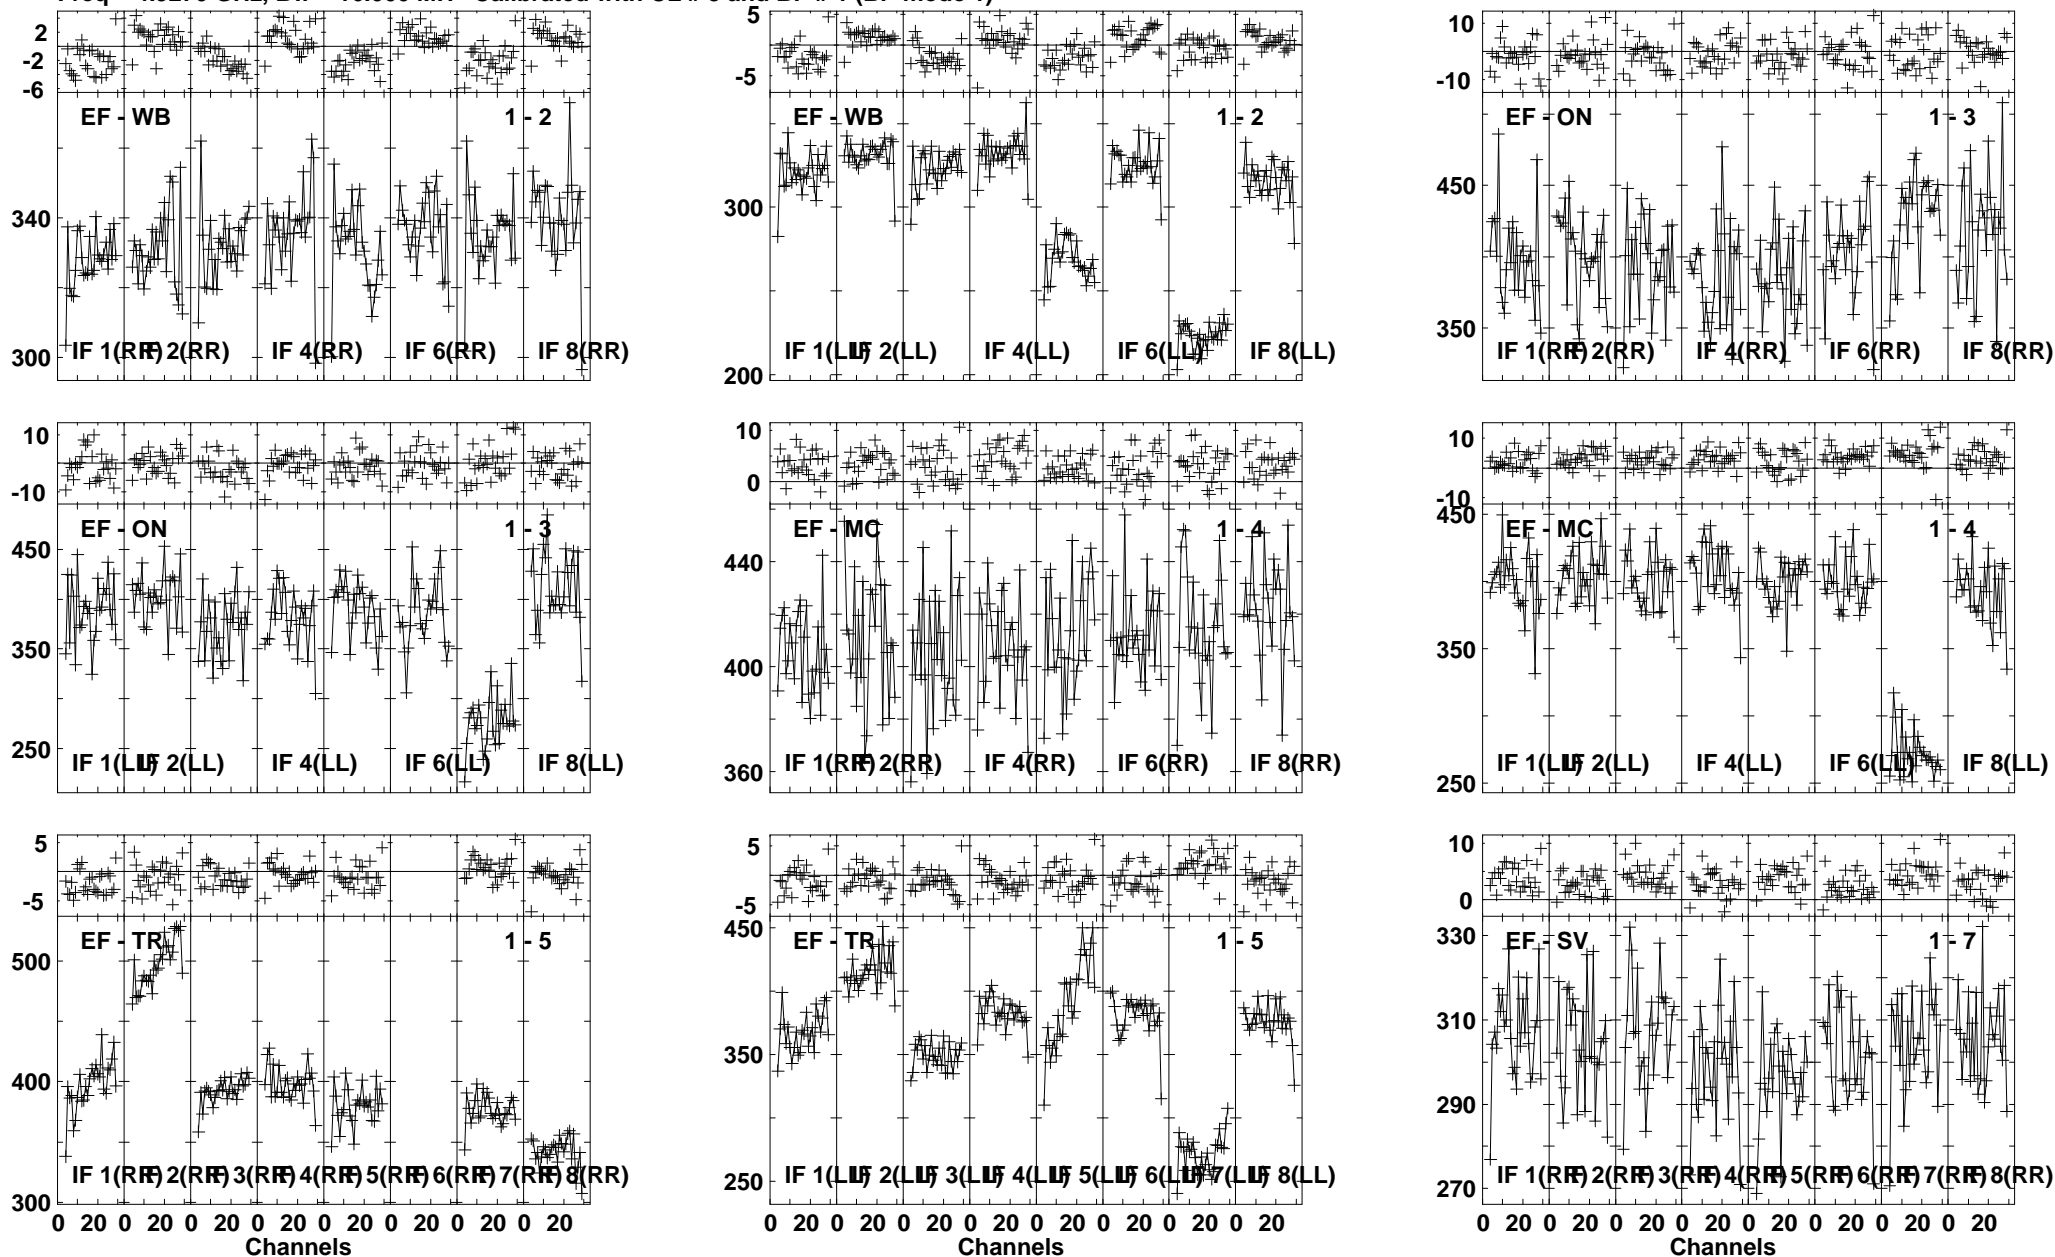 2
-2
-6
EF - WB
1 - 2
340
300
IF 1(RR)
IF 2(RR)
IF 4(RR)
IF 6(RR)
IF 8(RR)
5
-5
EF - WB
1 - 2
300
200
IF 1(LL)
IF 2(LL)
IF 4(LL)
IF 6(LL)
IF 8(LL)
10
-10
EF - ON
1 - 3
450
350
IF 1(RR)
IF 2(RR)
IF 4(RR)
IF 6(RR)
IF 8(RR)
10
-10
EF - ON
1 - 3
450
350
250
IF 1(LL)
IF 2(LL)
IF 4(LL)
IF 6(LL)
IF 8(LL)
10
0
EF - MC
1 - 4
440
400
360
IF 1(RR)
IF 2(RR)
IF 4(RR)
IF 6(RR)
IF 8(RR)
10
-10
EF - MC
1 - 4
450
350
250
IF 1(LL)
IF 2(LL)
IF 4(LL)
IF 6(LL)
IF 8(LL)
5
-5
EF - TR
1 - 5
500
400
300
IF 1(RR)
IF 2(RR)
IF 3(RR)
IF 4(RR)
IF 5(RR)
IF 6(RR)
IF 7(RR)
IF 8(RR)
0 20 0 20 0 20 0 20 0 20 0 20 0 20 0 20
Channels
5
-5
EF - TR
1 - 5
450
350
250
IF 1(LL)
IF 2(LL)
IF 3(LL)
IF 4(LL)
IF 5(LL)
IF 6(LL)
IF 7(LL)
IF 8(LL)
0 20 0 20 0 20 0 20 0 20 0 20 0 20 0 20
Channels
10
0
EF - SV
1 - 7
330
310
290
270
IF 1(RR)
IF 2(RR)
IF 3(RR)
IF 4(RR)
IF 5(RR)
IF 6(RR)
IF 7(RR)
IF 8(RR)
0 20 0 20 0 20 0 20 0 20 0 20 0 20 0 20
Channels